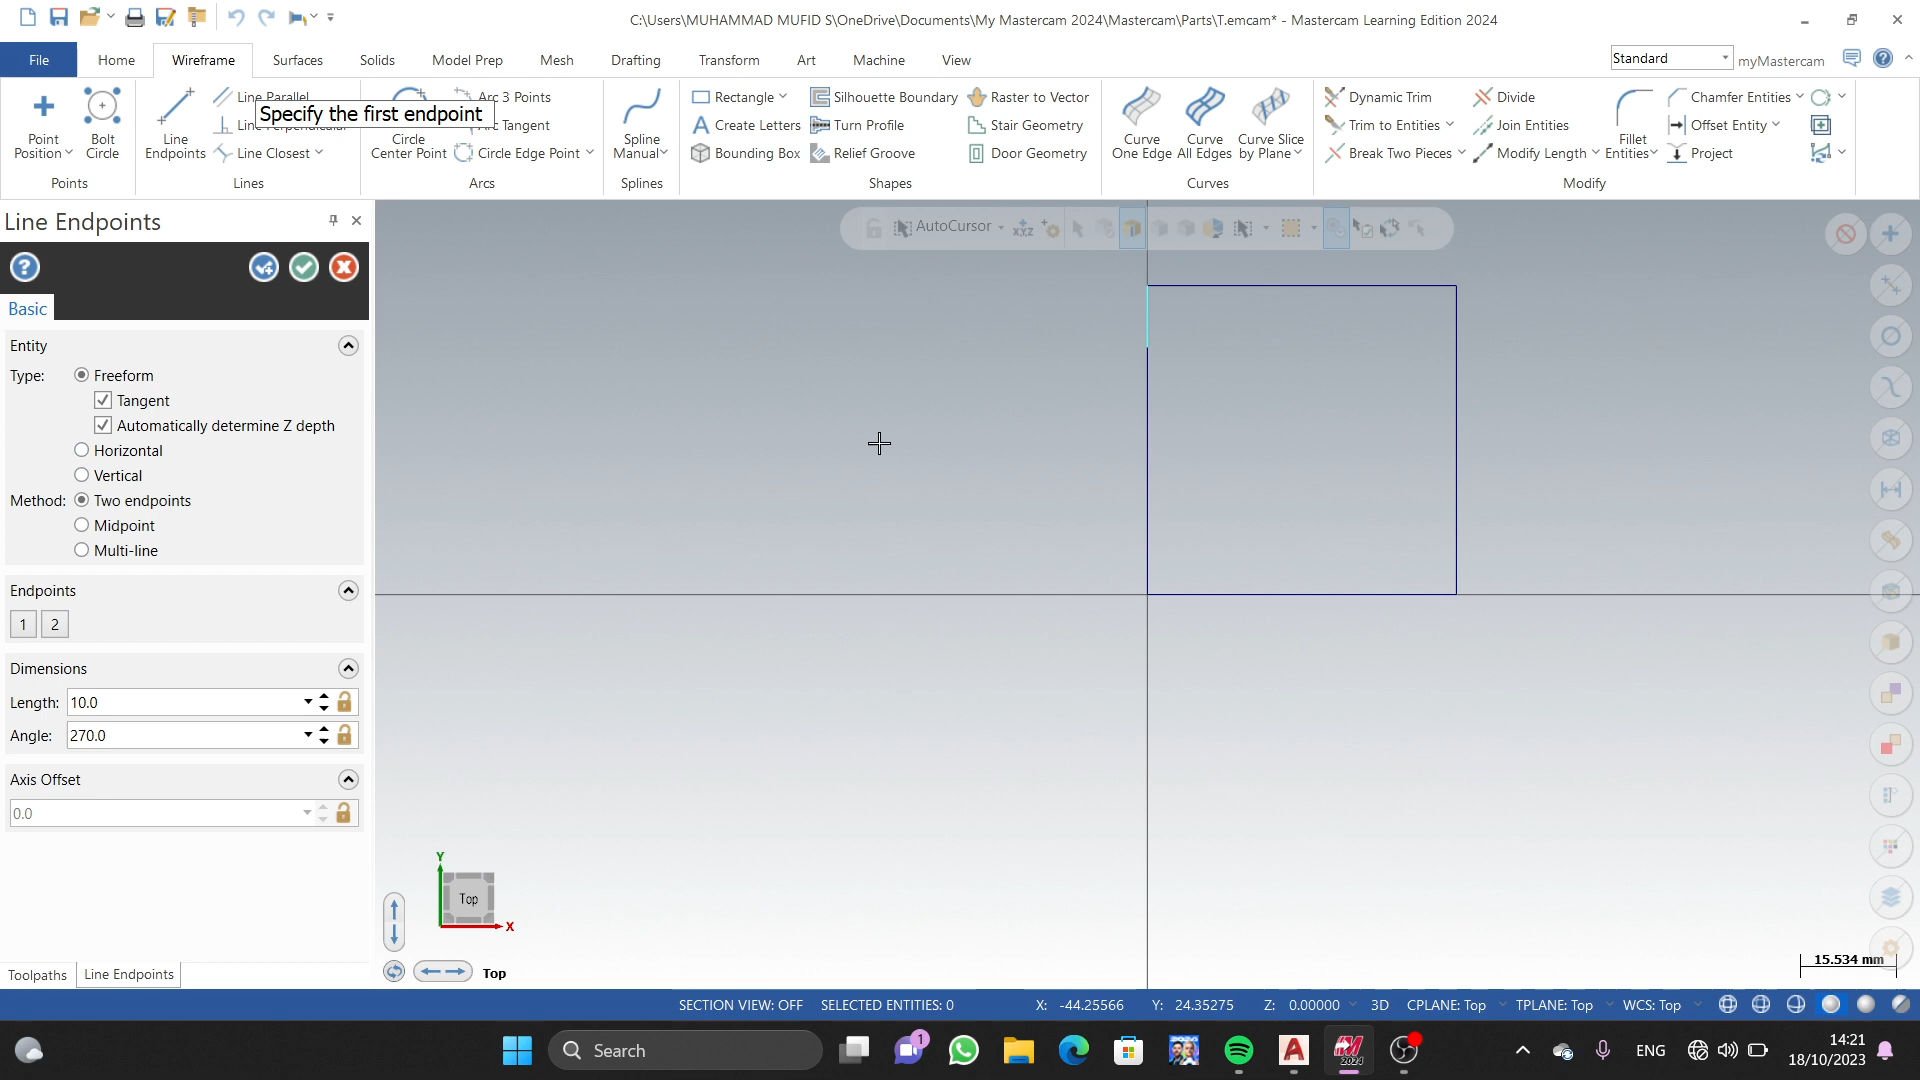 C:\Users\MUHAMMAD MUFID S\OneDrive\Documents\My Mastercam 2024\Mastercam\Parts\T.emcam* - Mastercam Learning Edition 2024
File Home Wireframe Surfaces Solids Model Prep Mesh Drafting Transform Art Machine View
Standard myMastercam
Point Position
Bolt Circle
Points
Line Endpoints
Line Parallel
Line Closest
Lines
Specify the first endpoint
Circle Center Point
Arc 3 Points
Arc Tangent
Circle Edge Point
Arcs
Spline Manual
Splines
Rectangle
Create Letters
Bounding Box
Silhouette Boundary
Turn Profile
Relief Groove
Raster to Vector
Stair Geometry
Door Geometry
Shapes
Curve One Edge
Curve All Edges
Curve Slice by Plane
Curves
Dynamic Trim
Trim to Entities
Break Two Pieces
Divide
Join Entities
Modify Length
Fillet Entities
Chamfer Entities
Offset Entity
Project
Modify
Line Endpoints
Basic
Entity
Type: Freeform
Tangent
Automatically determine Z depth
Horizontal
Vertical
Method: Two endpoints
Midpoint
Multi-line
Endpoints
1 2
Dimensions
Length: 10.0
Angle: 270.0
Axis Offset
0.0
Toolpaths Line Endpoints
AutoCursor
XYZ
Y
Top
X
Top
15.534 mm
SECTION VIEW: OFF SELECTED ENTITIES: 0 X: -44.25566 Y: 24.35275 Z: 0.00000 3D CPLANE: Top TPLANE: Top WCS: Top
Search
1
2024
ENG
14:21
18/10/2023